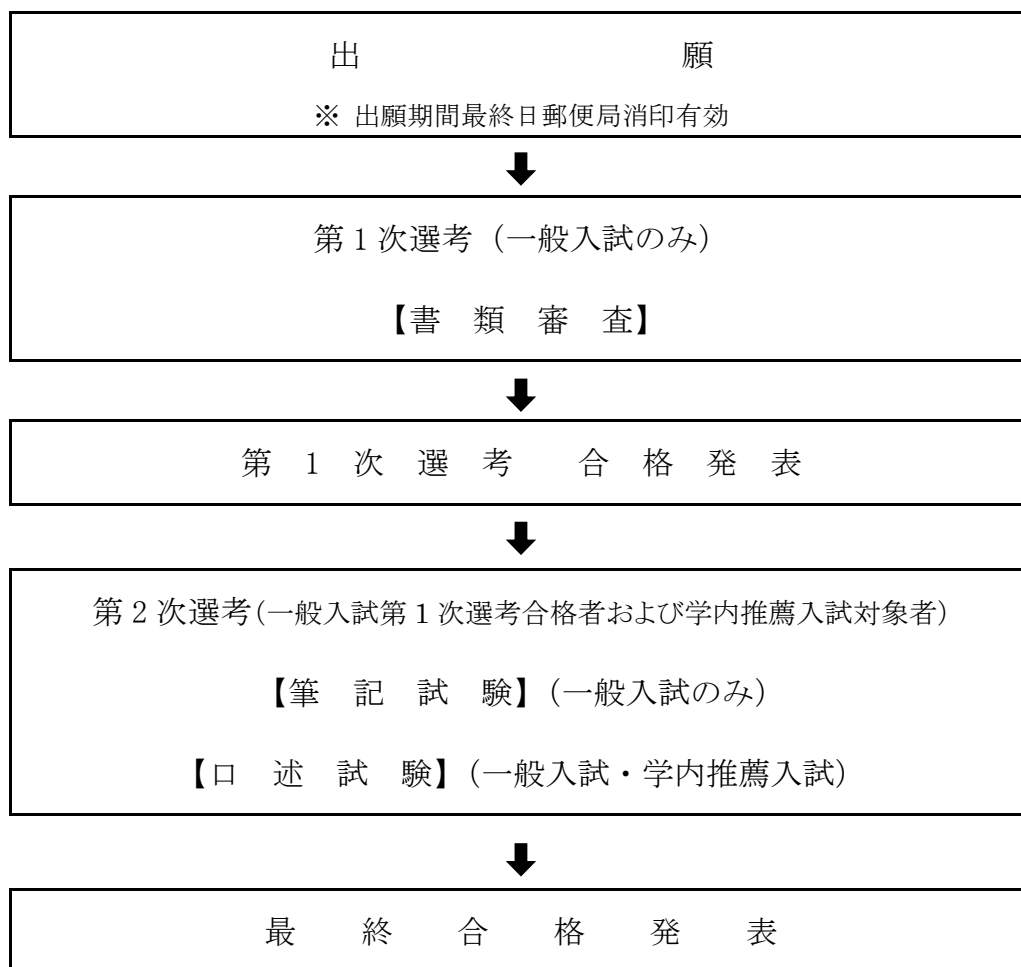 出 願
※ 出願期間最終日郵便局消印有効
第1次選考（一般入試のみ）
【書 類 審 査】
第 1 次 選 考 合 格 発 表
第2次選考（一般入試第1次選考合格者および学内推薦入試対象者）
【筆 記 試 験】（一般入試のみ）
【口 述 試 験】（一般入試・学内推薦入試）
最 終 合 格 発 表